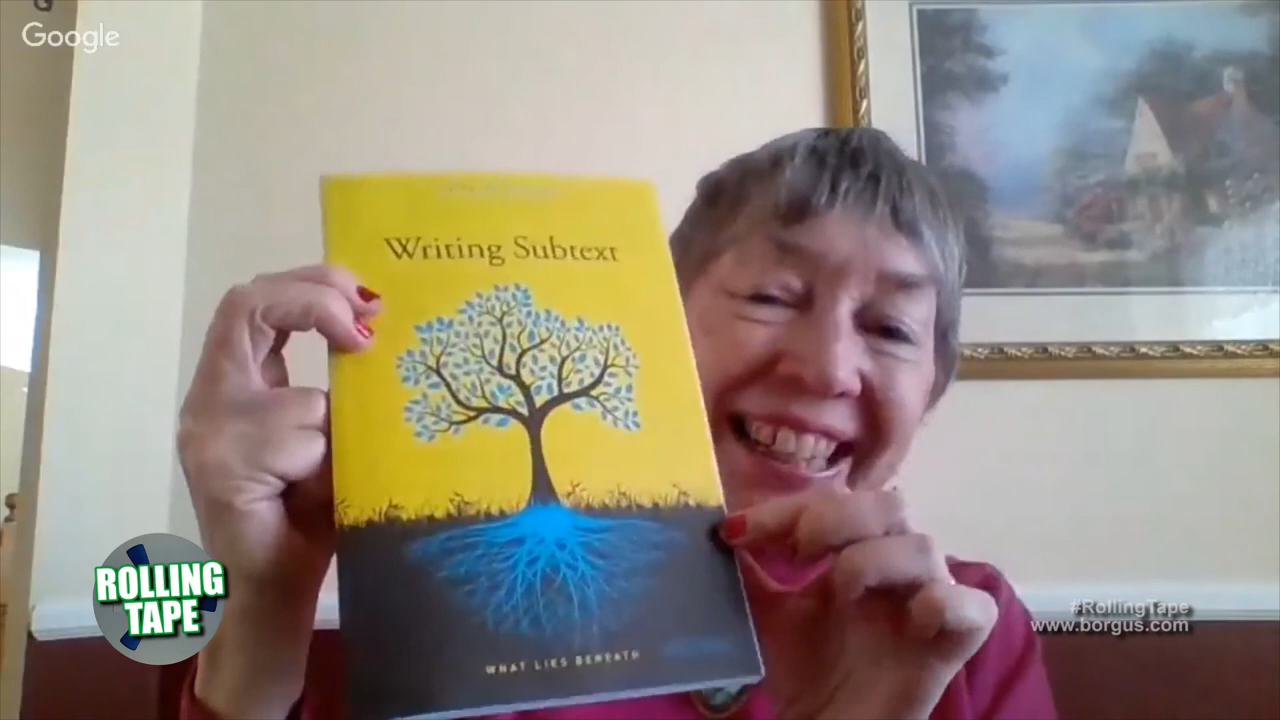 Google
Writing Subtext
WHAT LIES BENEATH
ROLLING
TAPE
#RollingTape
www.borgus.com